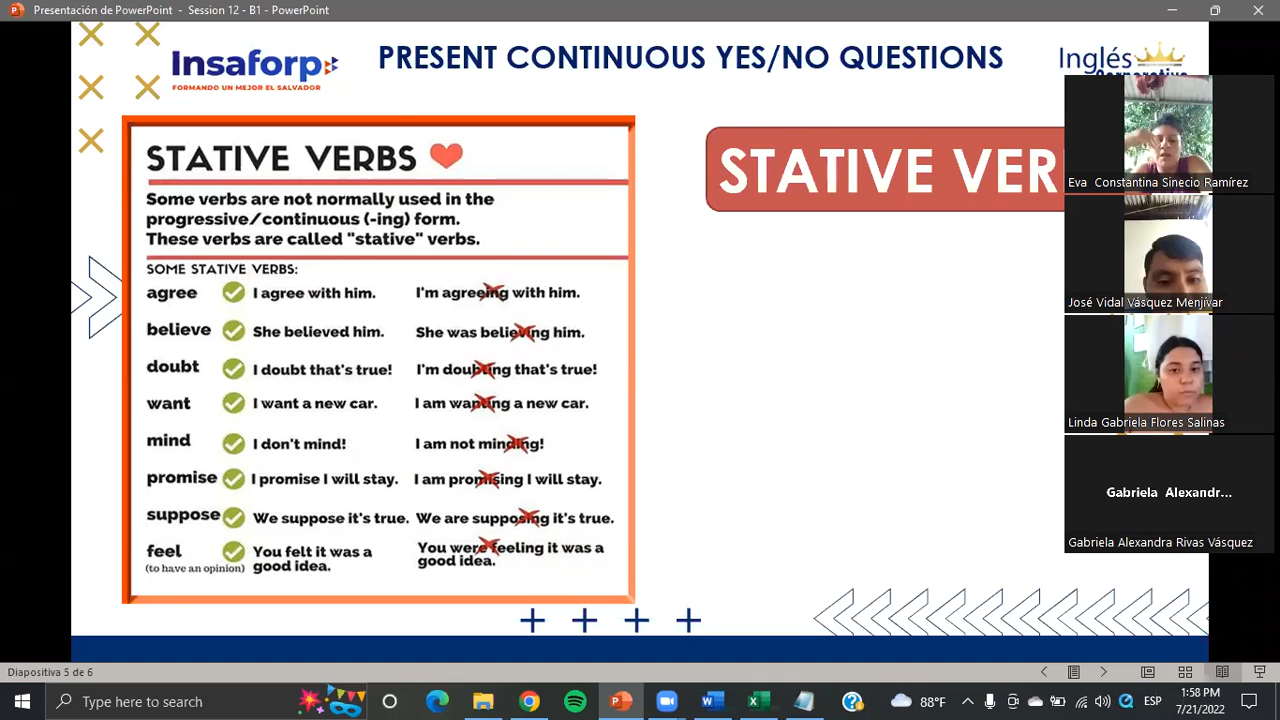 Presentación de PowerPoint - Session 12 - B1 - PowerPoint
Insaforp
FORMANDO UN MEJOR EL SALVADOR
PRESENT CONTINUOUS YES/NO QUESTIONS
Inglés
STATIVE VERBS
Some verbs are not normally used in the
progressive/continuous (-ing) form.
These verbs are called "stative" verbs.
SOME STATIVE VERBS:
agree I agree with him. I'm agreeing with him.
believe She believed him. She was believing him.
doubt I doubt that's true! I'm doubting that's true!
want I want a new car. I am wanting a new car.
mind I don't mind! I am not minding!
promise I promise I will stay. I am promising I will stay.
suppose We suppose it's true. We are supposing it's true.
feel You felt it was a You were feeling it was a
(to have an opinion) good idea. good idea.
STATIVE VER
Eva Constantina Sinecio Ramírez
José Vidal Vásquez Menjívar
Linda Gabriela Flores Salinas
Gabriela Alexandr...
Gabriela Alexandra Rivas Vásquez
Diapositiva 5 de 6
Type here to search
88°F
ESP
1:58 PM
7/21/2022